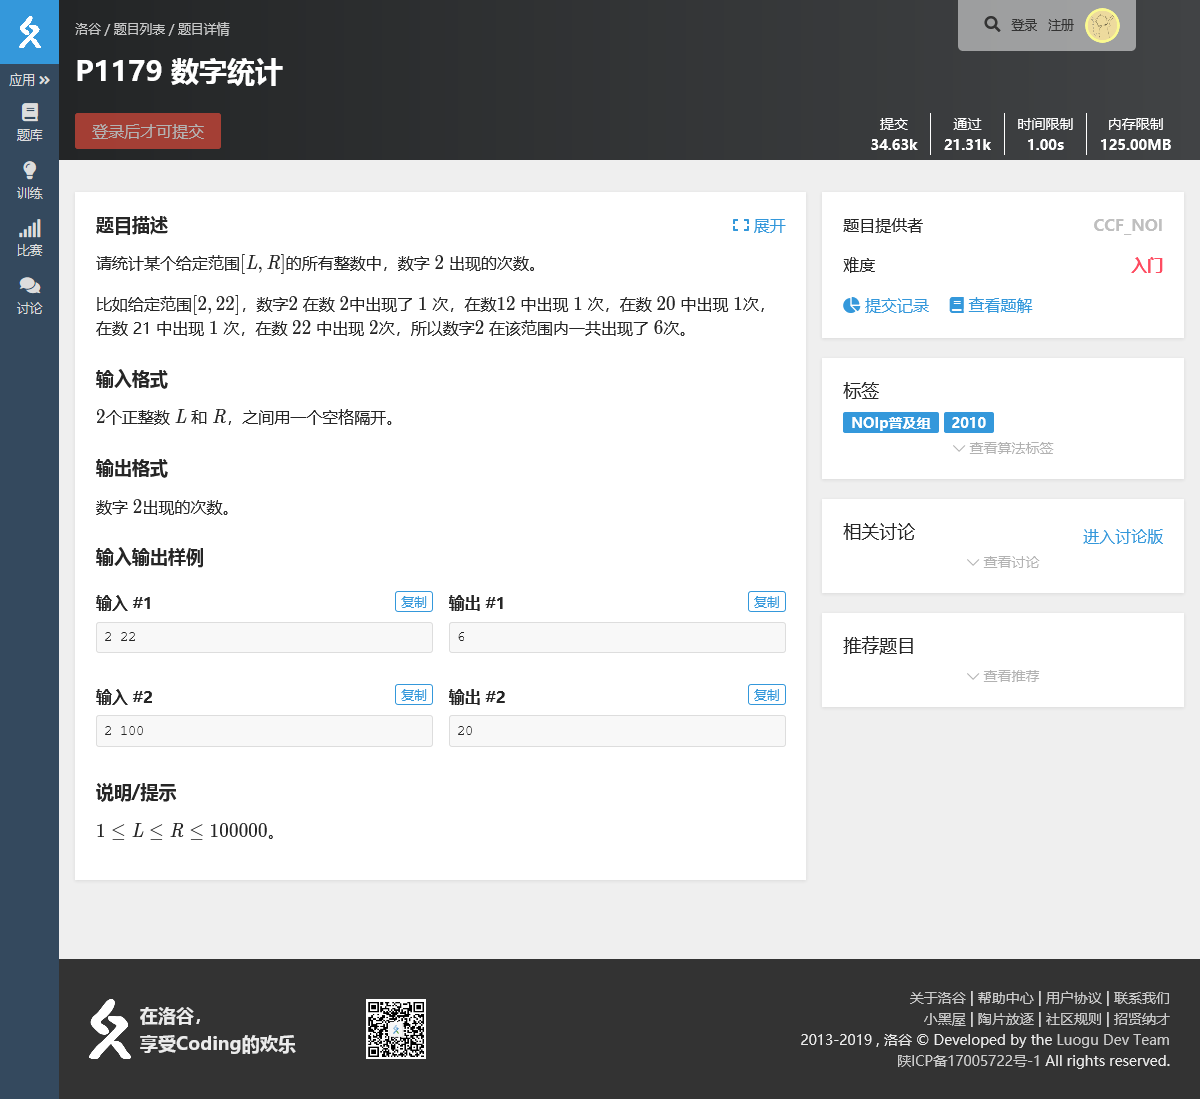 洛谷 / 题目列表 / 题目详情
登录 注册
P1179 数字统计
登录后才可提交
提交 通过 时间限制 内存限制
34.63k 21.31k 1.00s 125.00MB
应用
题库
训练
比赛
讨论
题目描述
展开
请统计某个给定范围[L, R]的所有整数中，数字 2 出现的次数。
比如给定范围[2, 22]，数字2 在数 2中出现了 1 次，在数12 中出现 1 次，在数 20 中出现 1次，
在数 21 中出现 1 次，在数 22 中出现 2次，所以数字2 在该范围内一共出现了 6次。
输入格式
2个正整数 L 和 R，之间用一个空格隔开。
输出格式
数字 2出现的次数。
输入输出样例
输入 #1 复制 输出 #1 复制
2 22 6
输入 #2 复制 输出 #2 复制
2 100 20
说明/提示
1 ≤ L ≤ R ≤ 100000。
题目提供者 CCF_NOI
难度 入门
提交记录 查看题解
标签
NOIp普及组 2010
查看算法标签
相关讨论 进入讨论版
查看讨论
推荐题目
查看推荐
在洛谷，
享受Coding的欢乐
关于洛谷 | 帮助中心 | 用户协议 | 联系我们
小黑屋 | 陶片放逐 | 社区规则 | 招贤纳才
2013-2019 , 洛谷 © Developed by the Luogu Dev Team
陕ICP备17005722号-1 All rights reserved.